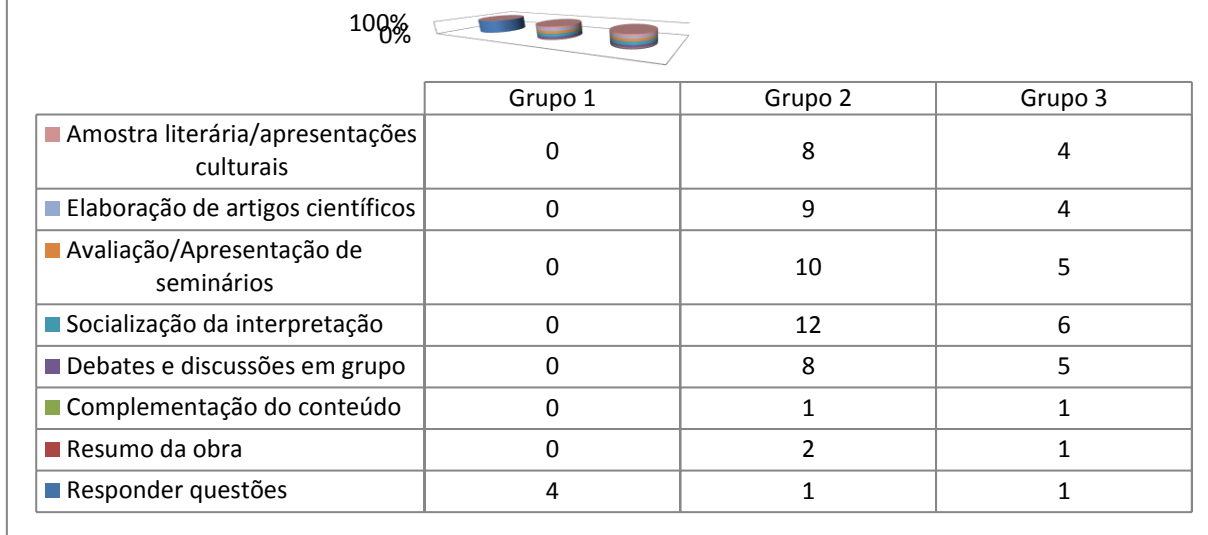 100%
0%
Grupo 1 Grupo 2 Grupo 3
Amostra literária/apresentações
culturais 0 8 4
Elaboração de artigos científicos 0 9 4
Avaliação/Apresentação de
seminários 0 10 5
Socialização da interpretação 0 12 6
Debates e discussões em grupo 0 8 5
Complementação do conteúdo 0 1 1
Resumo da obra 0 2 1
Responder questões 4 1 1